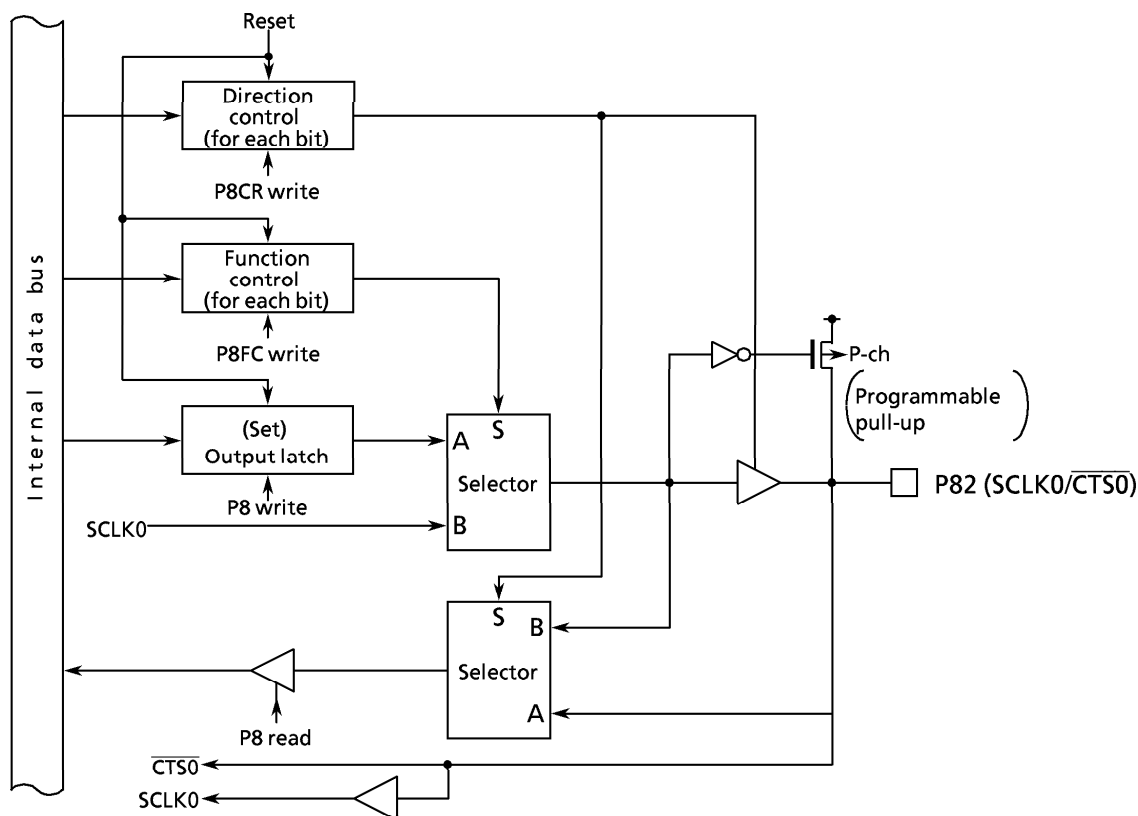 Reset
Internal data bus
Direction
control
(for each bit)
P8CR write
Function
control
(for each bit)
P8FC write
(Set)
Output latch
P8 write
SCLK0
A
S
Selector
B
P-ch
(Programmable
pull-up)
P82 (SCLK0/CTS0)
S
B
Selector
A
P8 read
CTS0
SCLK0